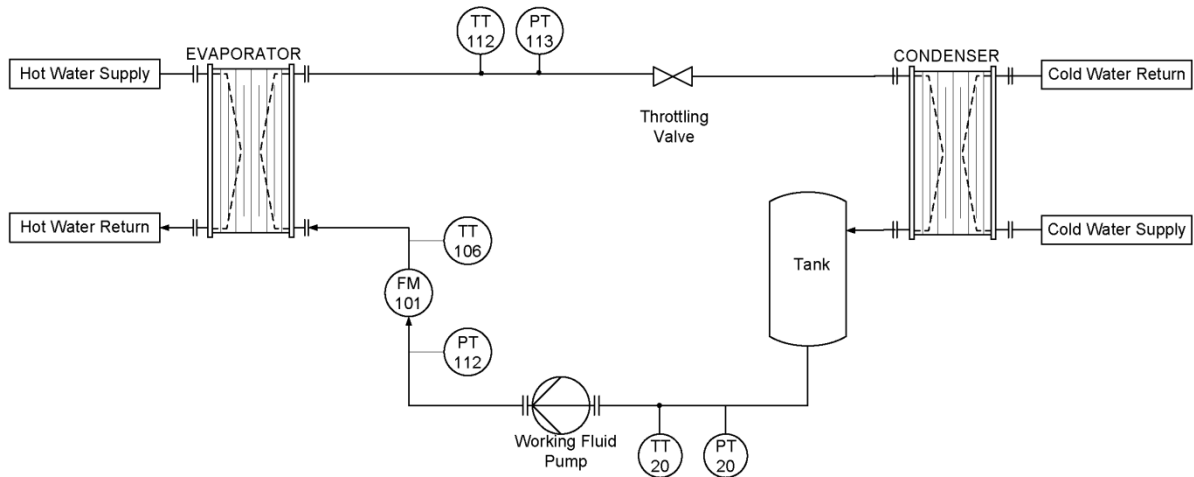 TT
112
PT
113
EVAPORATOR
CONDENSER
Hot Water Supply
Cold Water Return
Throttling
Valve
Hot Water Return
TT
106
Cold Water Supply
Tank
FM
101
PT
112
Working Fluid
Pump
TT
20
PT
20